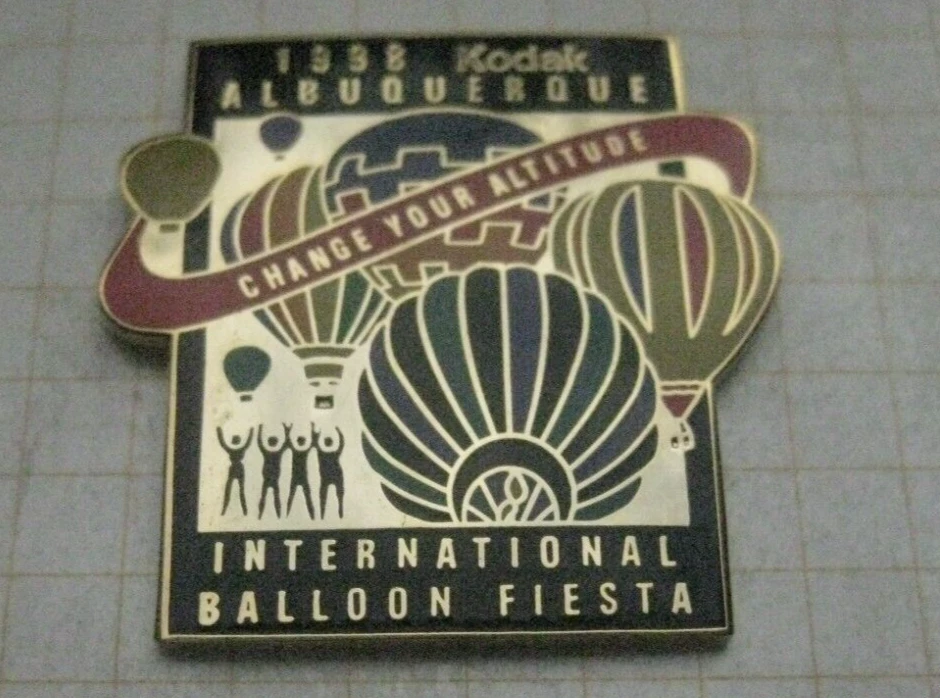 1998 Kodak
ALBUQUERQUE
CHANGE YOUR ALTITUDE
INTERNATIONAL
BALLOON FIESTA